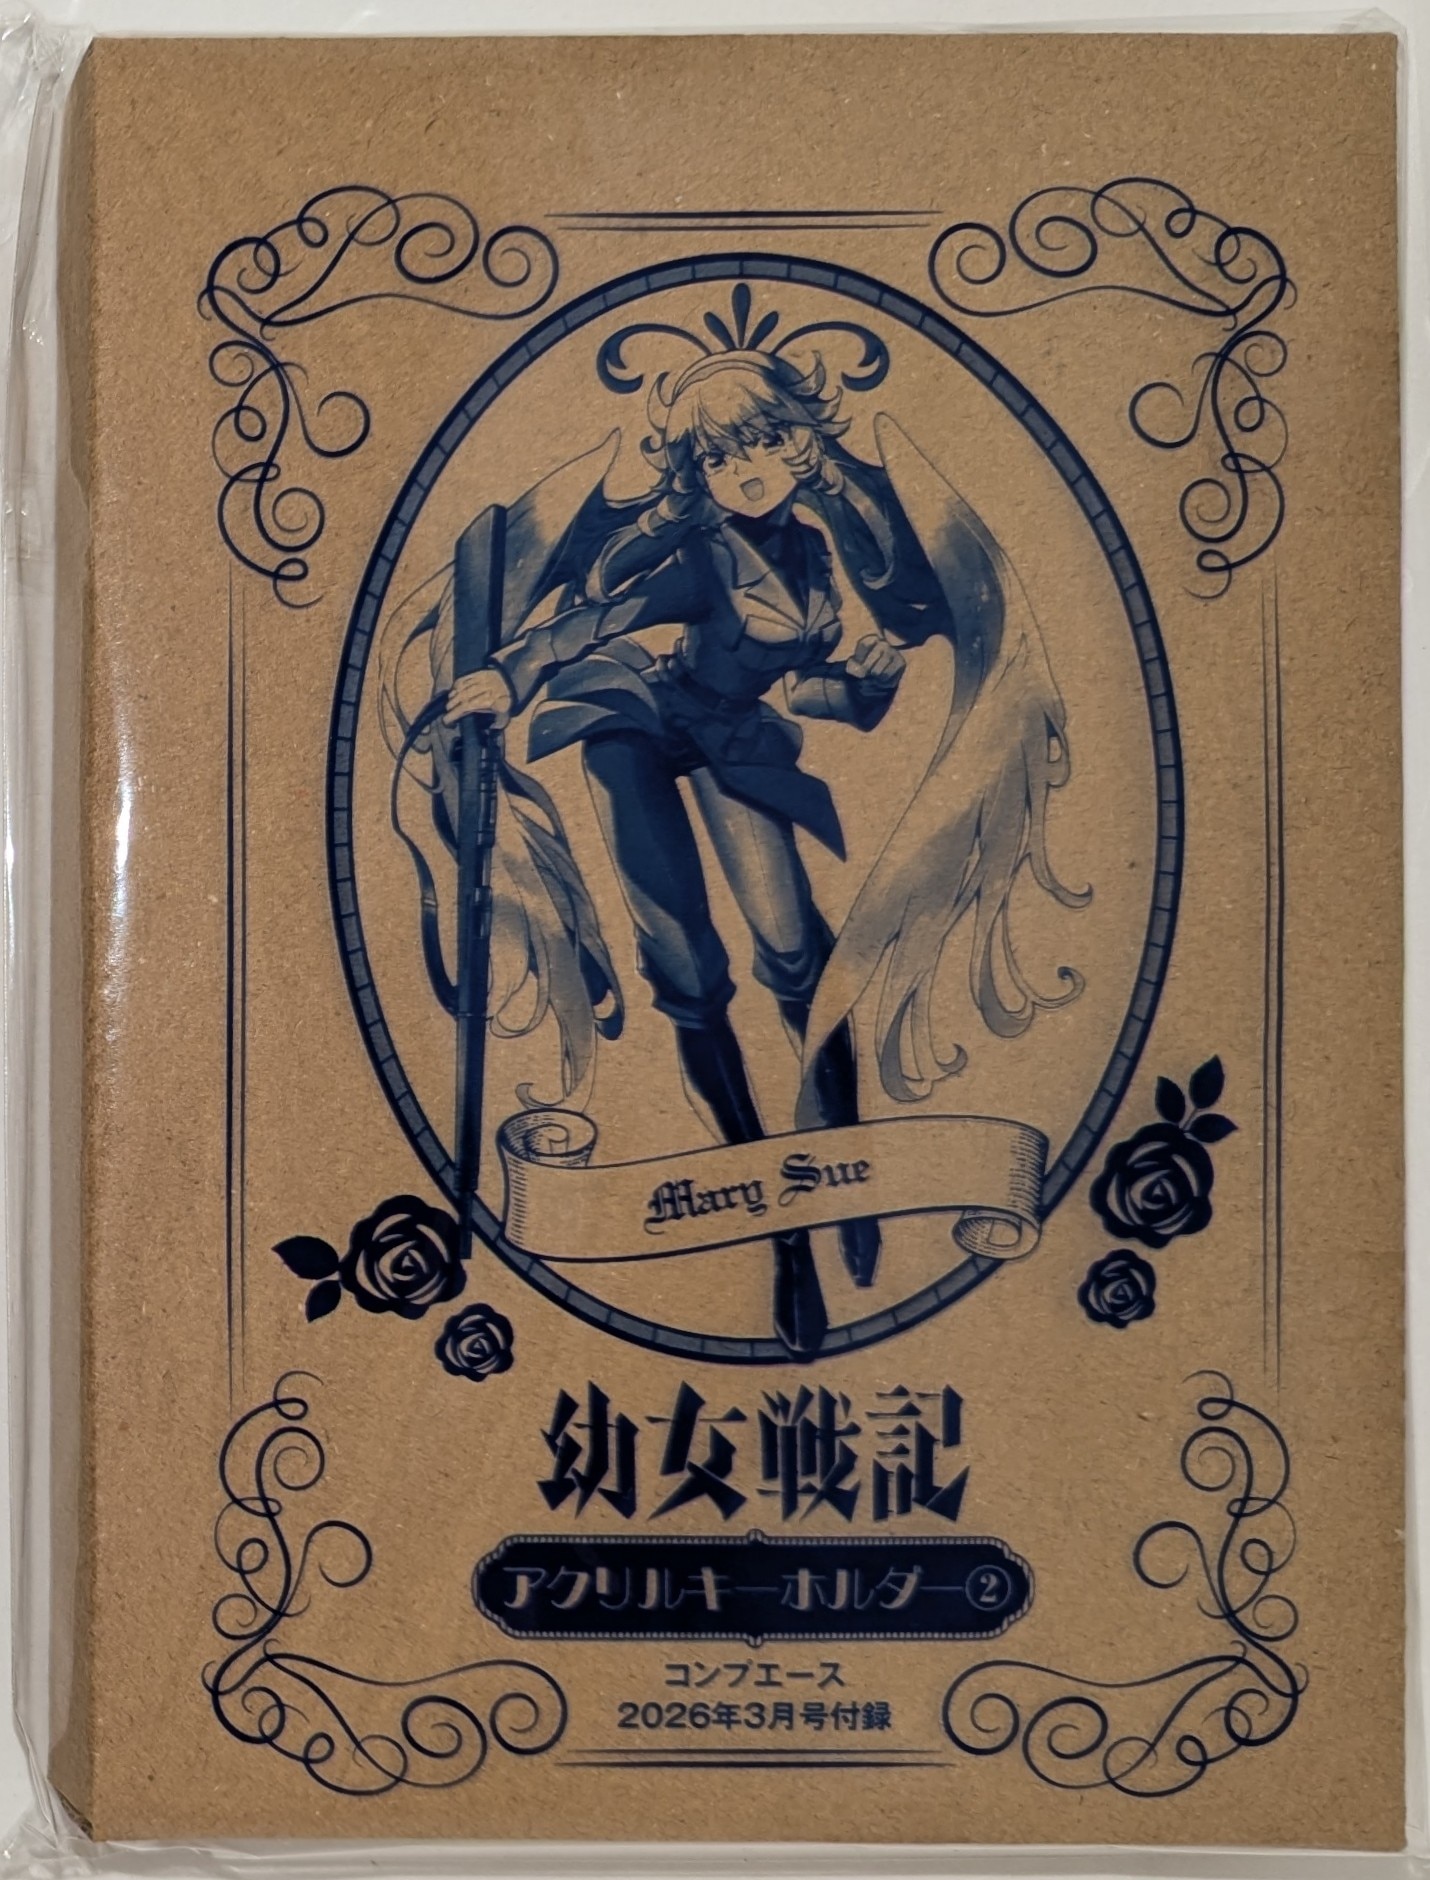 Mary Sue
幼女戦記
アクリルキーホルダー②
コンプエース
2026年3月号付録